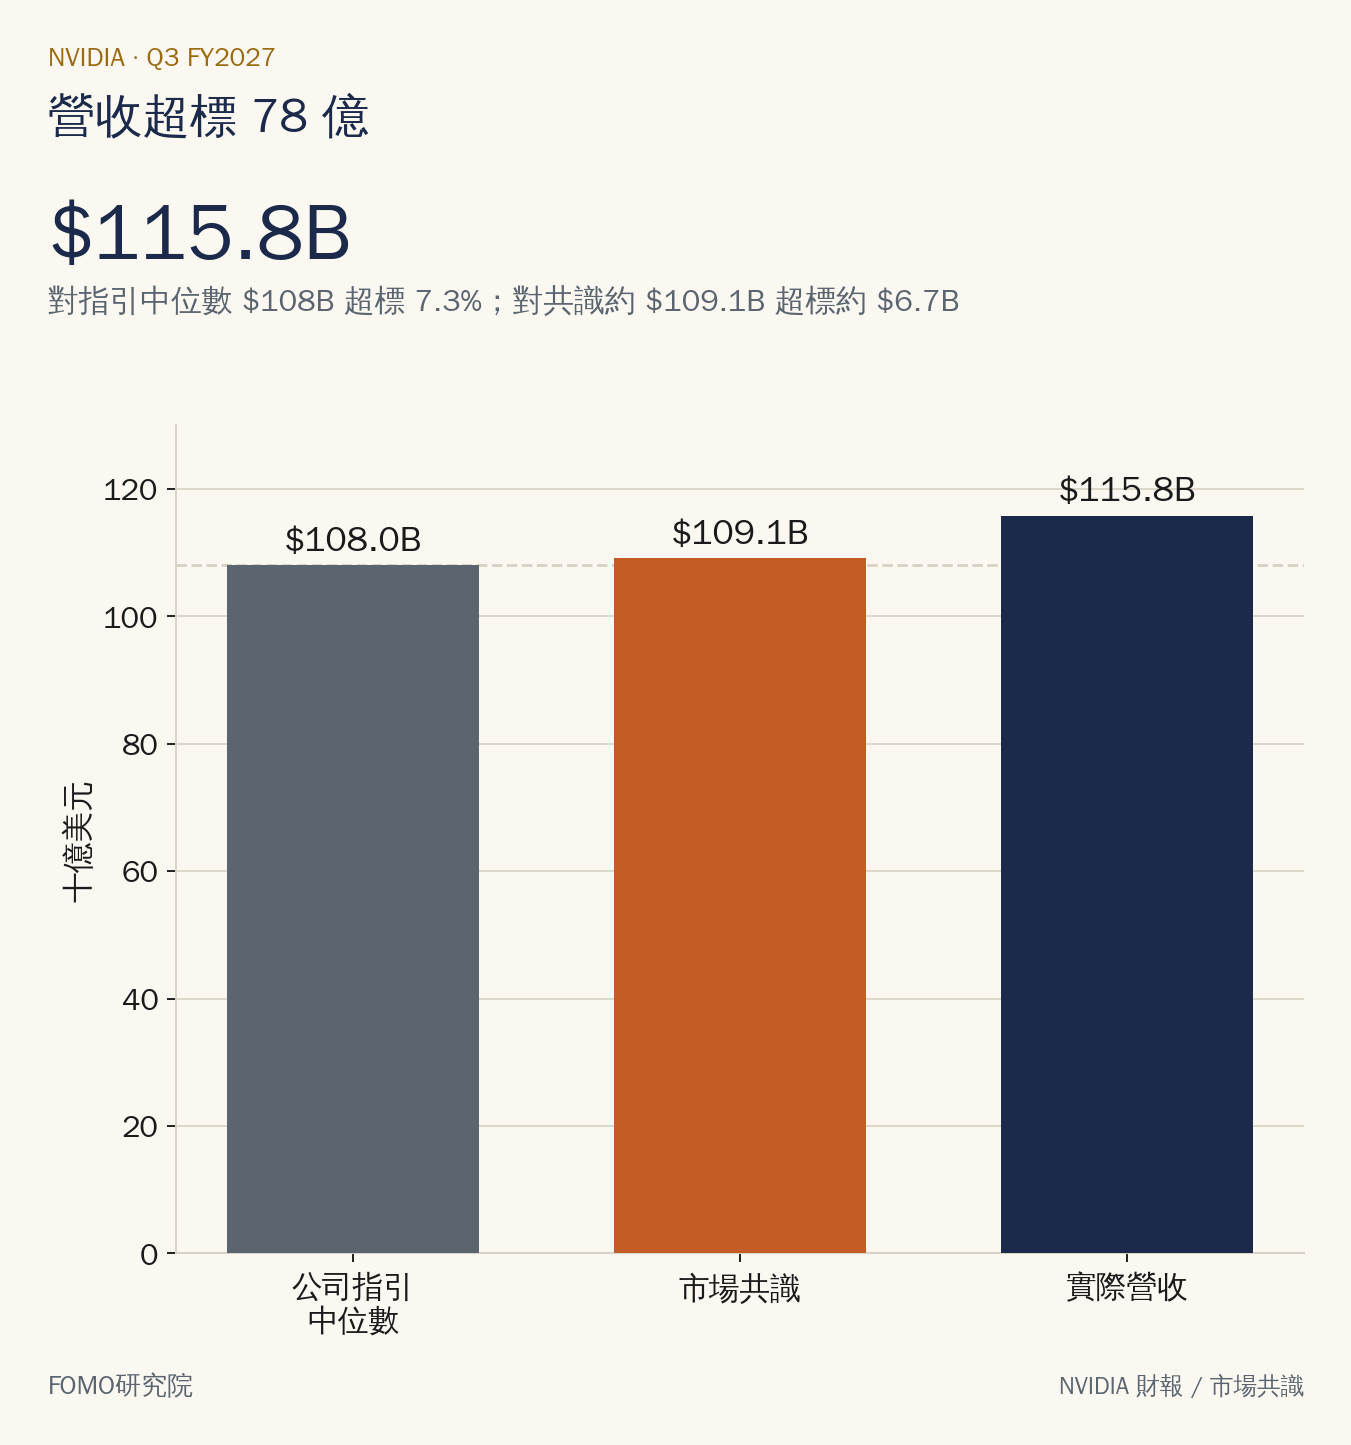 NVIDIA · Q3 FY2027
營收超標 78 億
$115.8B
對指引中位數 $108B 超標 7.3%；對共識約 $109.1B 超標約 $6.7B
十億美元
120
100
80
60
40
20
0
$108.0B
$109.1B
$115.8B
公司指引
中位數
市場共識
實際營收
FOMO研究院
NVIDIA 財報 / 市場共識